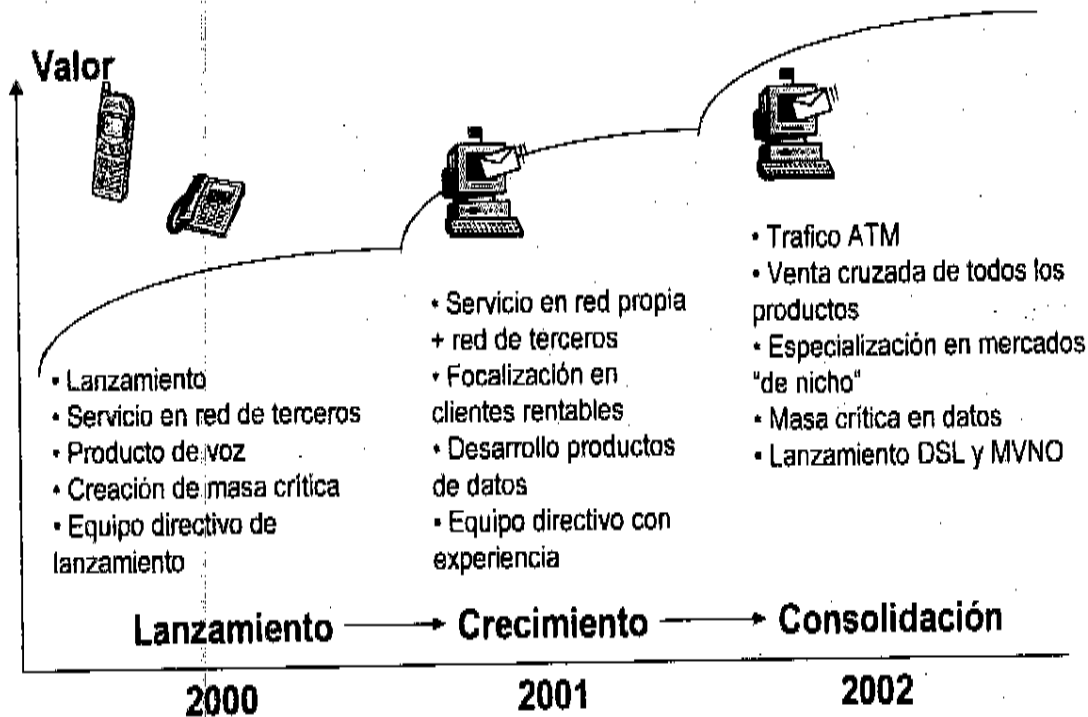 Valor
• Lanzamiento
• Servicio en red de terceros
• Producto de voz
• Creación de masa crítica
• Equipo directivo de
lanzamiento
• Servicio en red propia
+ red de terceros
• Focalización en
clientes rentables
• Desarrollo productos
de datos
• Equipo directivo con
experiencia
• Trafico ATM
• Venta cruzada de todos los
productos
• Especialización en mercados
"de nicho"
• Masa crítica en datos
• Lanzamiento DSL y MVNO
Lanzamiento → Crecimiento → Consolidación
2000 2001 2002